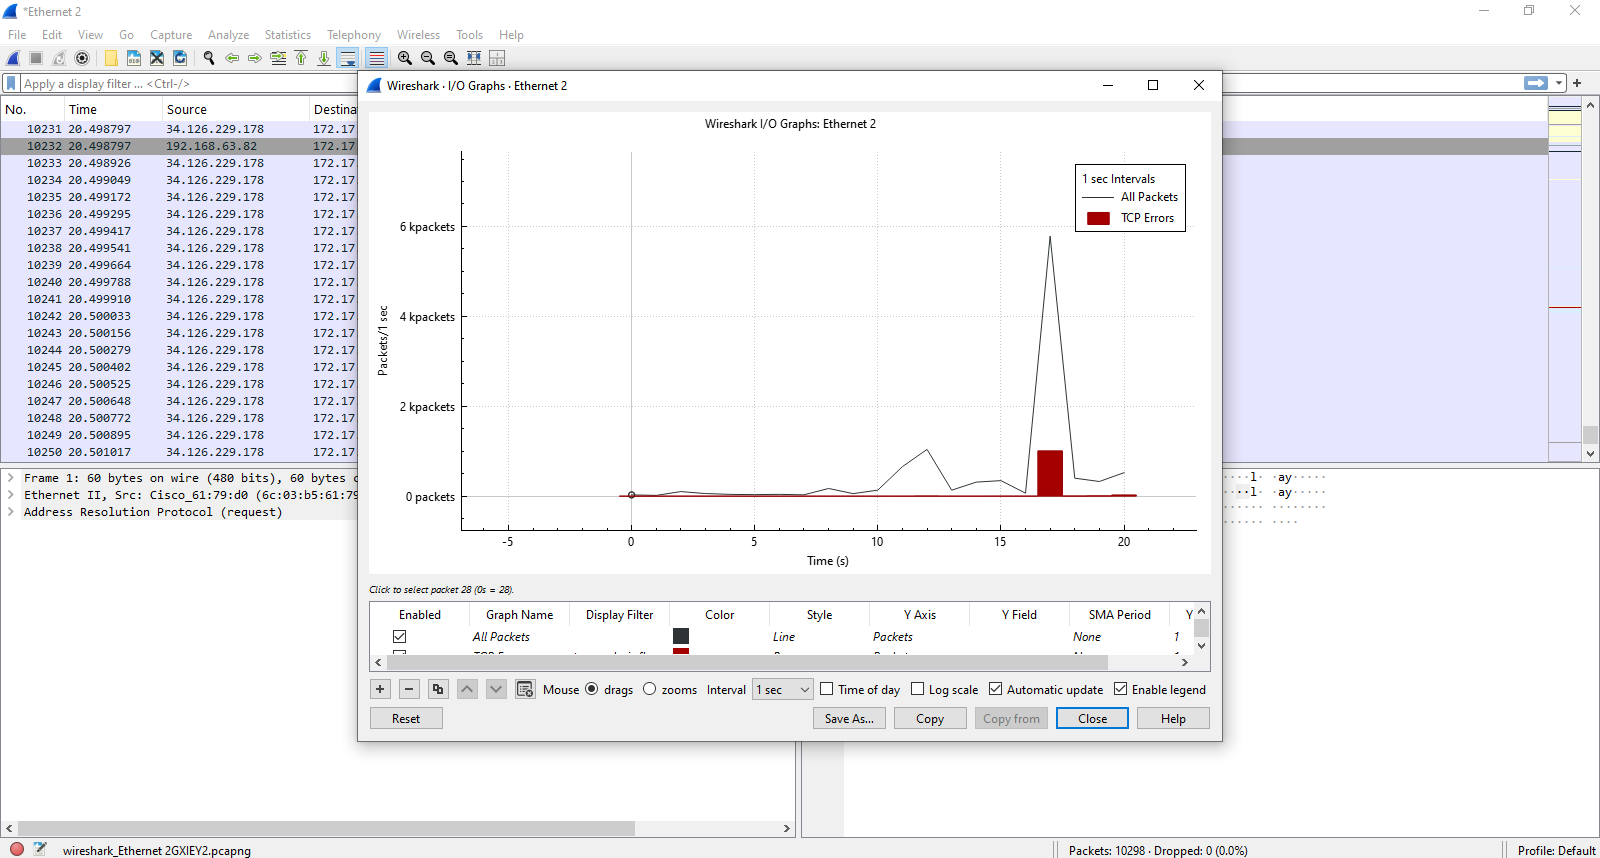 *Ethernet 2
File Edit View Go Capture Analyze Statistics Telephony Wireless Tools Help
Apply a display filter ... <Ctrl-/>
No. Time Source Destina
10231 20.498797 34.126.229.178 172.17
10232 20.498797 192.168.63.82 172.17
10233 20.498926 34.126.229.178 172.17
10234 20.499049 34.126.229.178 172.17
10235 20.499172 34.126.229.178 172.17
10236 20.499295 34.126.229.178 172.17
10237 20.499417 34.126.229.178 172.17
10238 20.499541 34.126.229.178 172.17
10239 20.499664 34.126.229.178 172.17
10240 20.499788 34.126.229.178 172.17
10241 20.499910 34.126.229.178 172.17
10242 20.500033 34.126.229.178 172.17
10243 20.500156 34.126.229.178 172.17
10244 20.500279 34.126.229.178 172.17
10245 20.500402 34.126.229.178 172.17
10246 20.500525 34.126.229.178 172.17
10247 20.500648 34.126.229.178 172.17
10248 20.500772 34.126.229.178 172.17
10249 20.500895 34.126.229.178 172.17
10250 20.501017 34.126.229.178 172.17
Frame 1: 60 bytes on wire (480 bits), 60 bytes c
Ethernet II, Src: Cisco_61:79:d0 (6c:03:b5:61:79
Address Resolution Protocol (request)
····l· ·ay·····
···l· ·ay·····
Wireshark · I/O Graphs · Ethernet 2
Wireshark I/O Graphs: Ethernet 2
1 sec Intervals
All Packets
TCP Errors
Packets/1 sec
6 kpackets
4 kpackets
2 kpackets
0 packets
-5 0 5 10 15 20
Time (s)
Click to select packet 28 (0s = 28).
Enabled Graph Name Display Filter Color Style Y Axis Y Field SMA Period Y
All Packets Line Packets None 1
Mouse drags zooms Interval 1 sec Time of day Log scale Automatic update Enable legend
Reset Save As... Copy Copy from Close Help
wireshark_Ethernet 2GXIEY2.pcapng
Packets: 10298 · Dropped: 0 (0.0%)
Profile: Default